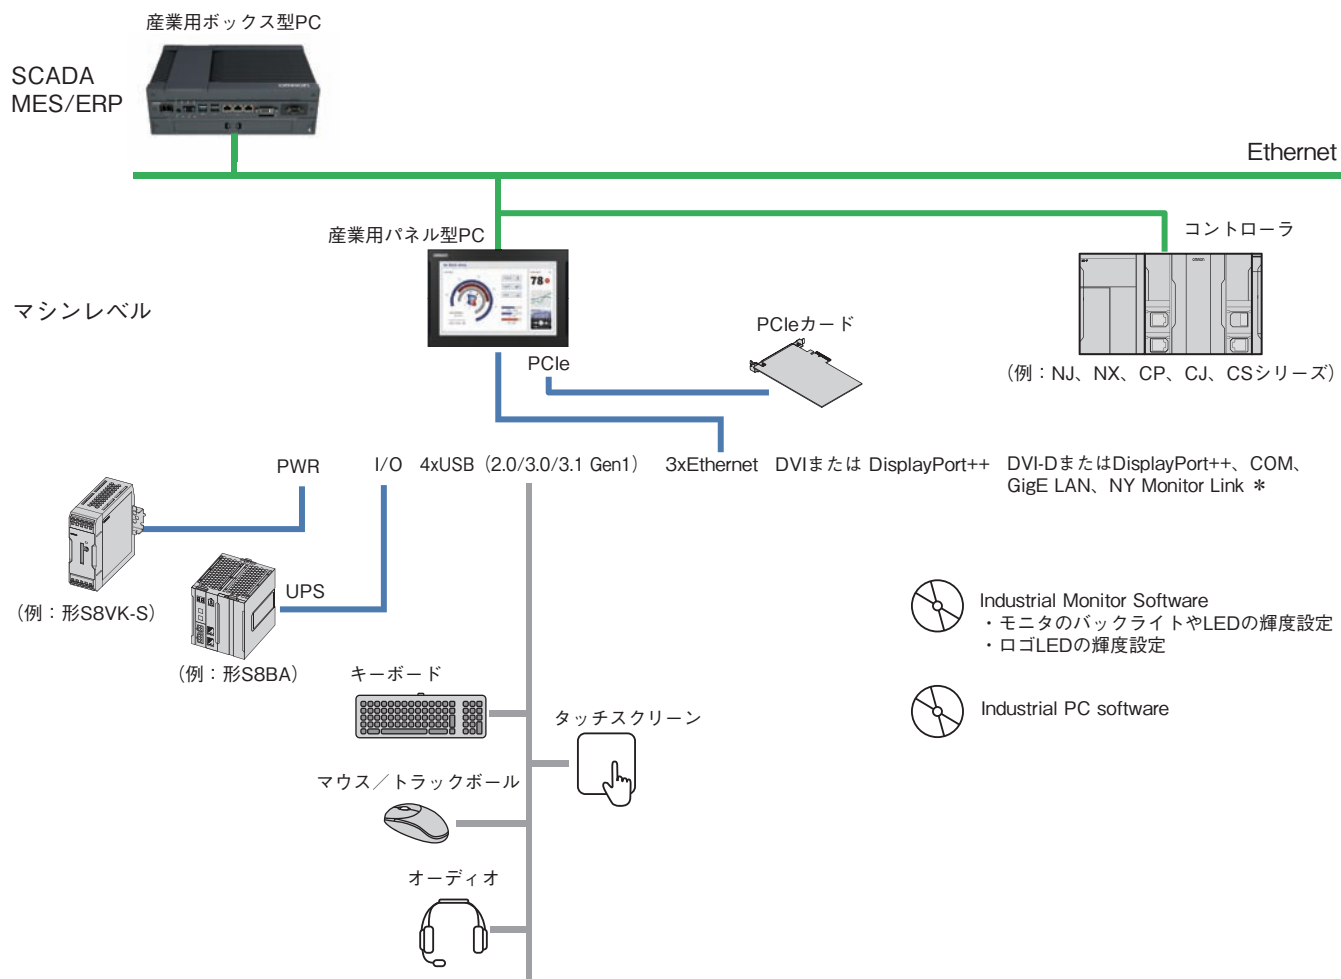 産業用ボックス型PC
SCADA
MES/ERP
Ethernet
産業用パネル型PC
コントローラ
マシンレベル
78
PCIeカード
PCIe
（例：NJ、NX、CP、CJ、CSシリーズ）
PWR
I/O
4xUSB（2.0/3.0/3.1 Gen1）
3xEthernet
DVIまたは DisplayPort++
DVI-DまたはDisplayPort++、COM、
GigE LAN、NY Monitor Link ＊
UPS
（例：形S8VK-S）
（例：形S8BA）
Industrial Monitor Software
・モニタのバックライトやLEDの輝度設定
・ロゴLEDの輝度設定
キーボード
タッチスクリーン
Industrial PC software
マウス／トラックボール
オーディオ